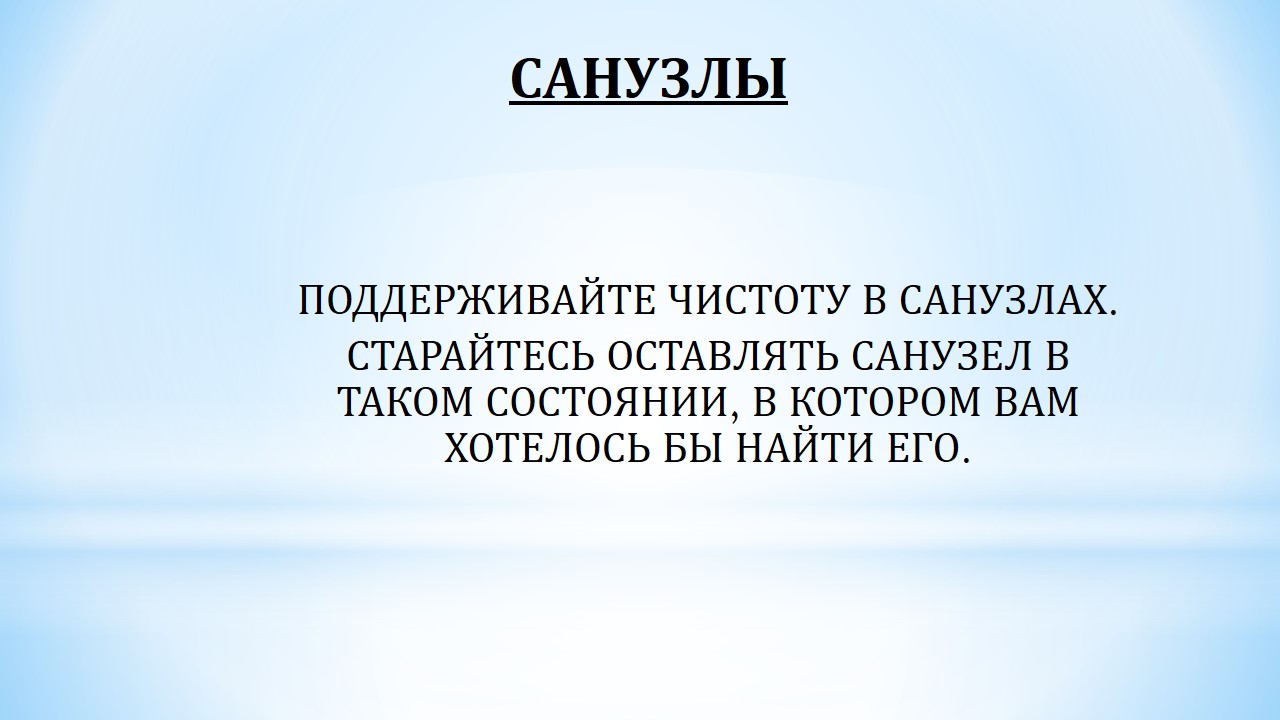 САНУЗЛЫ
ПОДДЕРЖИВАЙТЕ ЧИСТОТУ В САНУЗЛАХ.
СТАРАЙТЕСЬ ОСТАВЛЯТЬ САНУЗЕЛ В
ТАКОМ СОСТОЯНИИ, В КОТОРОМ ВАМ
ХОТЕЛОСЬ БЫ НАЙТИ ЕГО.